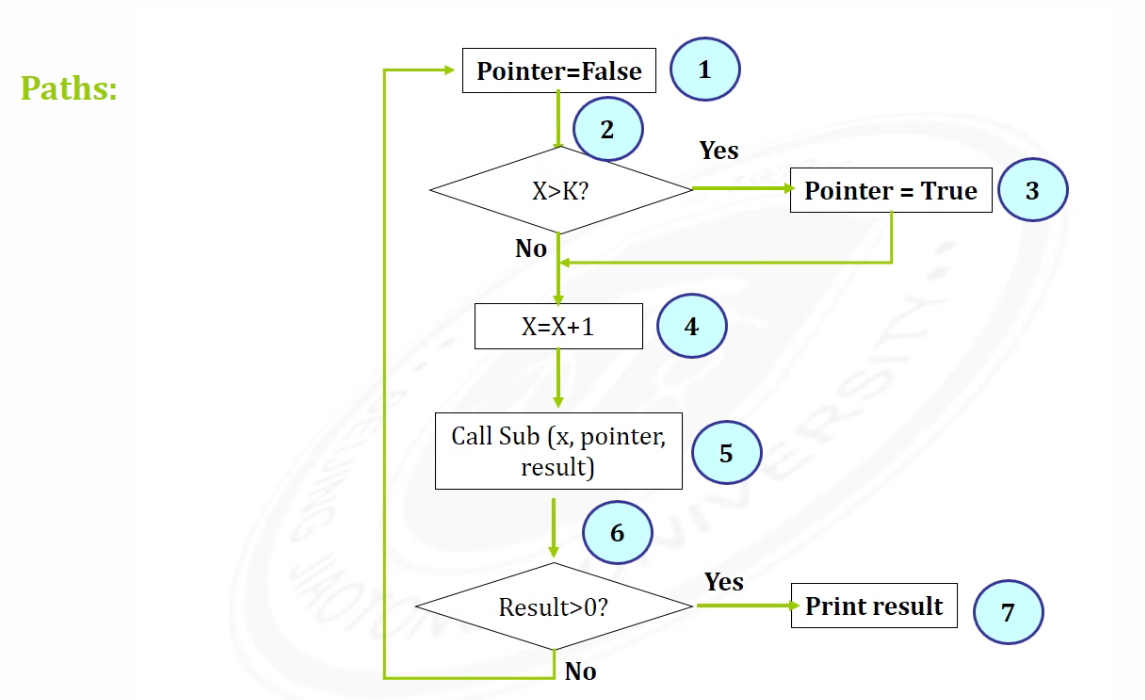 Paths:
Pointer=False
1
2
X>K?
Yes
Pointer = True
3
No
X=X+1
4
Call Sub (x, pointer,
result)
5
6
Result>0?
Yes
Print result
7
No